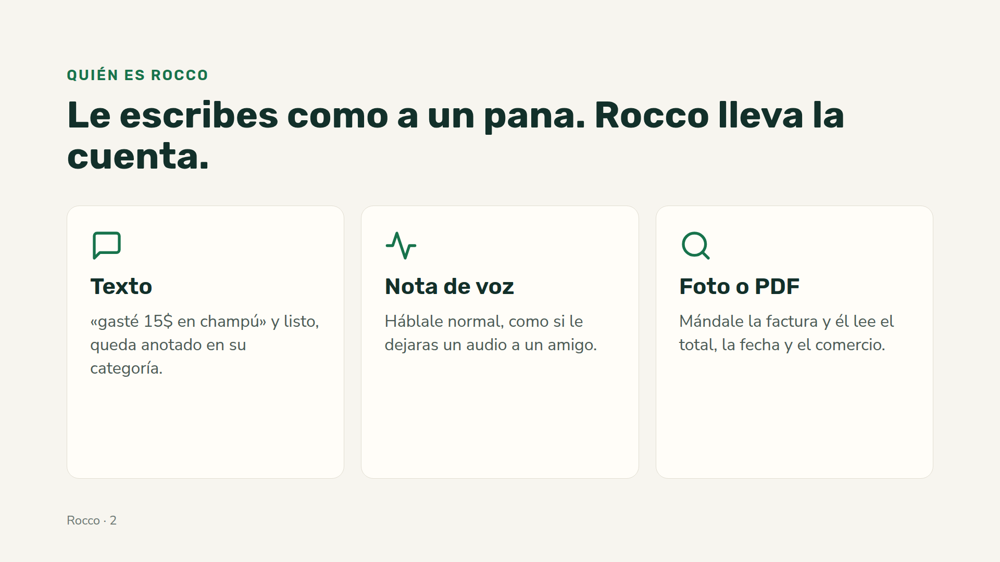 QUIÉN ES ROCCO
Le escribes como a un pana. Rocco lleva la
cuenta.
Texto
«gasté 15$ en champú» y listo,
queda anotado en su
categoría.
Nota de voz
Háblale normal, como si le
dejaras un audio a un amigo.
Foto o PDF
Mándale la factura y él lee el
total, la fecha y el comercio.
Rocco · 2